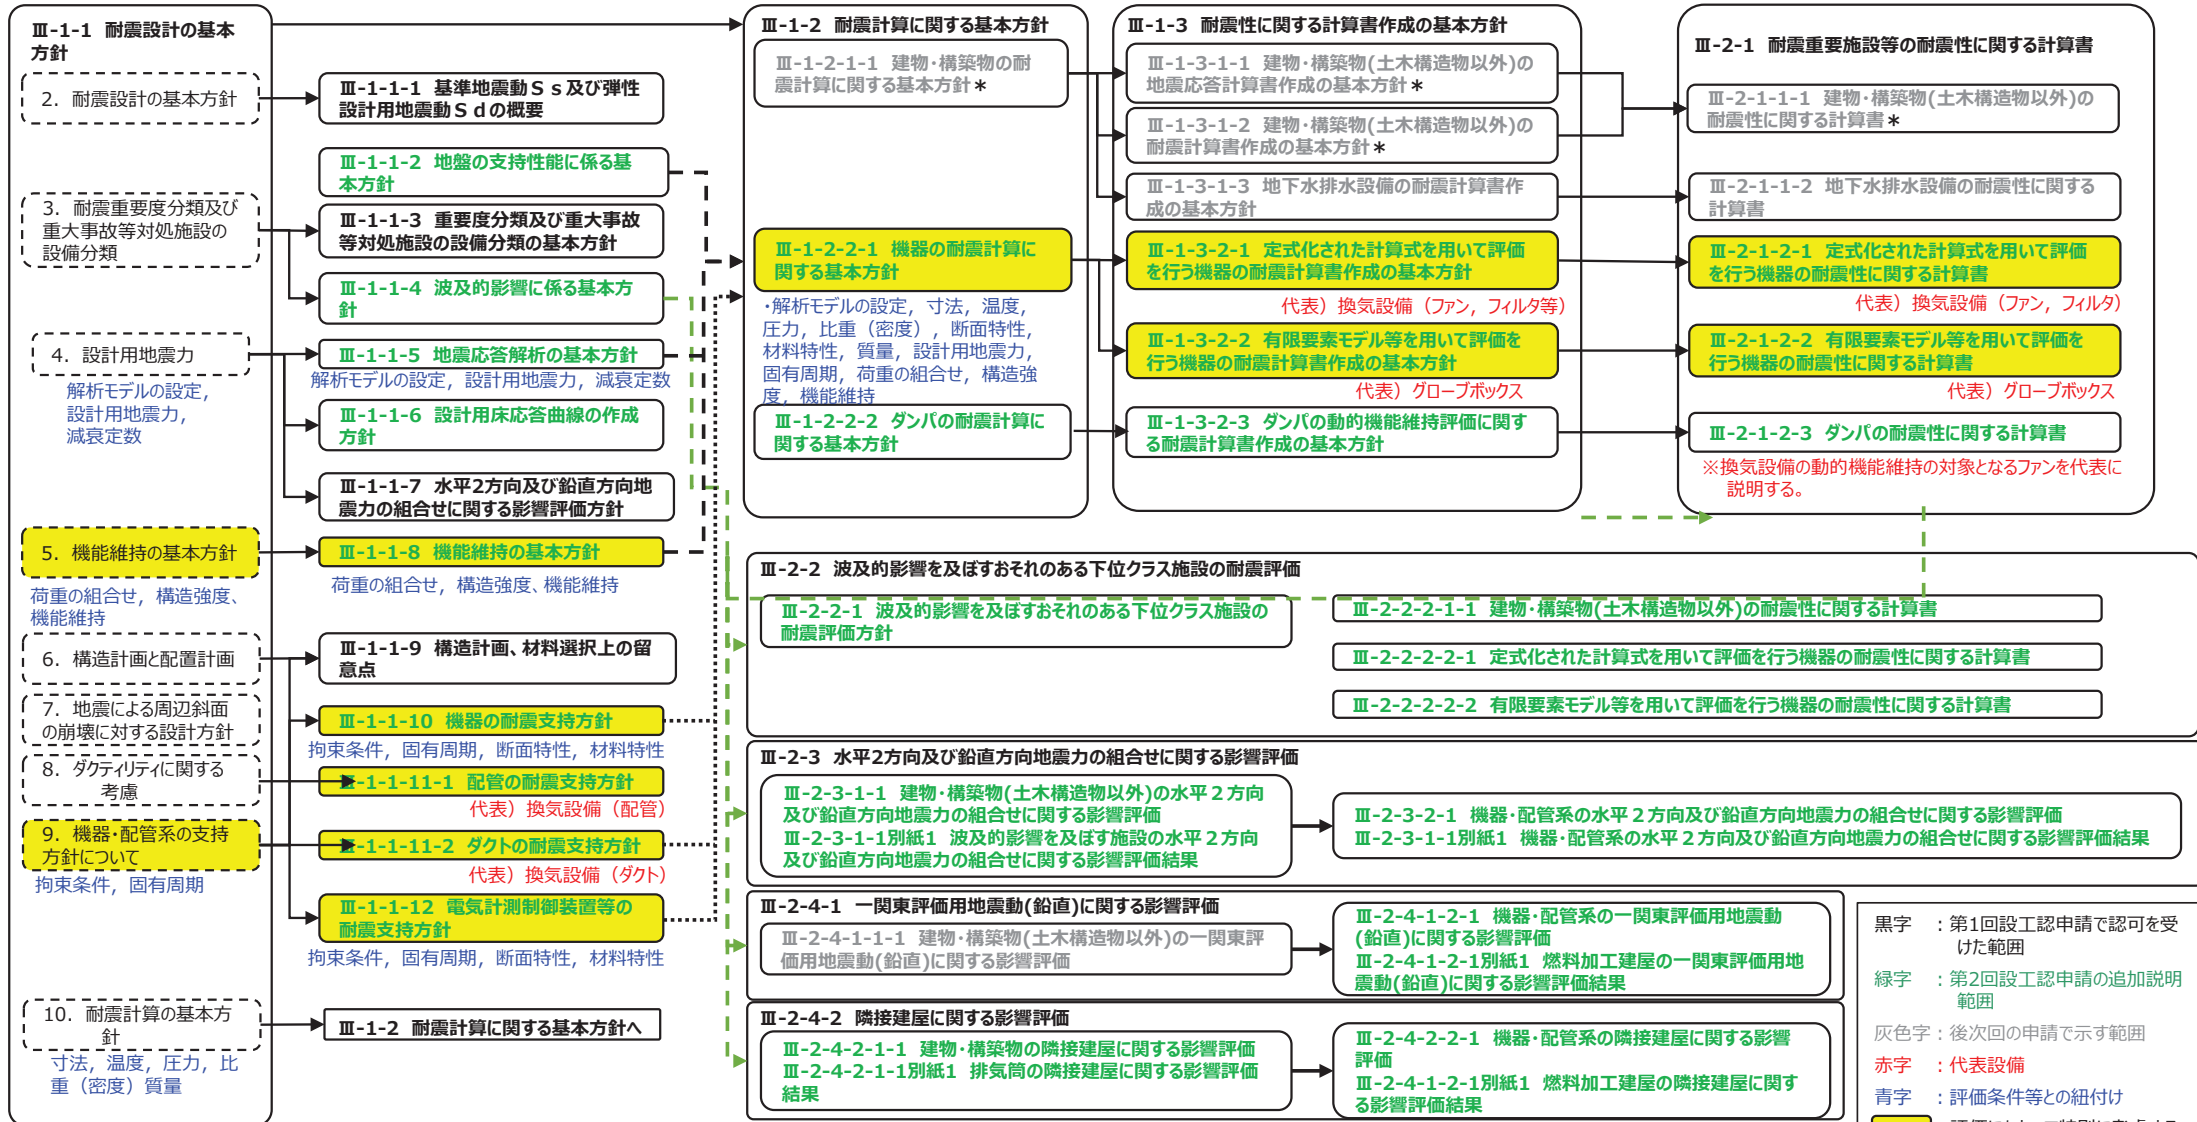 Ⅲ-1-1 耐震設計の基本
方針
2. 耐震設計の基本方針
3. 耐震重要度分類及び
重大事故等対処施設の
設備分類
4. 設計用地震力
解析モデルの設定,
設計用地震力,
減衰定数
5. 機能維持の基本方針
荷重の組合せ, 構造強度、
機能維持
6. 構造計画と配置計画
7. 地震による周辺斜面
の崩壊に対する設計方針
8. ダクティリティに関する
考慮
9. 機器・配管系の支持
方針について
拘束条件, 固有周期
10. 耐震計算の基本方
針
寸法, 温度, 圧力, 比
重（密度）質量
Ⅲ-1-1-1 基準地震動Ｓｓ及び弾性
設計用地震動Ｓｄの概要
Ⅲ-1-1-2 地盤の支持性能に係る基
本方針
Ⅲ-1-1-3 重要度分類及び重大事故
等対処施設の設備分類の基本方針
Ⅲ-1-1-4 波及的影響に係る基本方
針
Ⅲ-1-1-5 地震応答解析の基本方針
解析モデルの設定, 設計用地震力, 減衰定数
Ⅲ-1-1-6 設計用床応答曲線の作成
方針
Ⅲ-1-1-7 水平2方向及び鉛直方向地
震力の組合せに関する影響評価方針
Ⅲ-1-1-8 機能維持の基本方針
荷重の組合せ, 構造強度、機能維持
Ⅲ-1-1-9 構造計画、材料選択上の留
意点
Ⅲ-1-1-10 機器の耐震支持方針
拘束条件, 固有周期, 断面特性, 材料特性
Ⅲ-1-1-11-1 配管の耐震支持方針
代表）換気設備（配管）
Ⅲ-1-1-11-2 ダクトの耐震支持方針
代表）換気設備（ダクト）
Ⅲ-1-1-12 電気計測制御装置等の
耐震支持方針
拘束条件, 固有周期, 断面特性, 材料特性
Ⅲ-1-2 耐震計算に関する基本方針へ
Ⅲ-1-2 耐震計算に関する基本方針
Ⅲ-1-2-1-1 建物・構築物の耐
震計算に関する基本方針＊
Ⅲ-1-2-2-1 機器の耐震計算に
関する基本方針
・解析モデルの設定, 寸法, 温度,
圧力, 比重（密度）, 断面特性,
材料特性, 質量, 設計用地震力,
固有周期, 荷重の組合せ, 構造強
度, 機能維持
Ⅲ-1-2-2-2 ダンパの耐震計算に
関する基本方針
Ⅲ-1-3 耐震性に関する計算書作成の基本方針
Ⅲ-1-3-1-1 建物・構築物(土木構造物以外)の
地震応答計算書作成の基本方針＊
Ⅲ-1-3-1-2 建物・構築物(土木構造物以外)の
耐震計算書作成の基本方針＊
Ⅲ-1-3-1-3 地下水排水設備の耐震計算書作
成の基本方針
Ⅲ-1-3-2-1 定式化された計算式を用いて評価
を行う機器の耐震計算書作成の基本方針
代表）換気設備（ファン, フィルタ等）
Ⅲ-1-3-2-2 有限要素モデル等を用いて評価を
行う機器の耐震計算書作成の基本方針
代表）グローブボックス
Ⅲ-1-3-2-3 ダンパの動的機能維持評価に関す
る耐震計算書作成の基本方針
Ⅲ-2-1 耐震重要施設等の耐震性に関する計算書
Ⅲ-2-1-1-1 建物・構築物(土木構造物以外)の
耐震性に関する計算書＊
Ⅲ-2-1-1-2 地下水排水設備の耐震性に関する
計算書
Ⅲ-2-1-2-1 定式化された計算式を用いて評価
を行う機器の耐震性に関する計算書
代表）換気設備（ファン, フィルタ）
Ⅲ-2-1-2-2 有限要素モデル等を用いて評価を
行う機器の耐震性に関する計算書
代表）グローブボックス
Ⅲ-2-1-2-3 ダンパの耐震性に関する計算書
※換気設備の動的機能維持の対象となるファンを代表に
説明する。
Ⅲ-2-2 波及的影響を及ぼすおそれのある下位クラス施設の耐震評価
Ⅲ-2-2-1 波及的影響を及ぼすおそれのある下位クラス施設の
耐震評価方針
Ⅲ-2-2-2-1-1 建物・構築物(土木構造物以外)の耐震性に関する計算書
Ⅲ-2-2-2-2-1 定式化された計算式を用いて評価を行う機器の耐震性に関する計算書
Ⅲ-2-2-2-2-2 有限要素モデル等を用いて評価を行う機器の耐震性に関する計算書
Ⅲ-2-3 水平2方向及び鉛直方向地震力の組合せに関する影響評価
Ⅲ-2-3-1-1 建物・構築物(土木構造物以外)の水平２方向
及び鉛直方向地震力の組合せに関する影響評価
Ⅲ-2-3-1-1別紙1 波及的影響を及ぼす施設の水平２方向
及び鉛直方向地震力の組合せに関する影響評価結果
Ⅲ-2-3-2-1 機器・配管系の水平２方向及び鉛直方向地震力の組合せに関する影響評価
Ⅲ-2-3-1-1別紙1 機器・配管系の水平２方向及び鉛直方向地震力の組合せに関する影響評価結果
Ⅲ-2-4-1 一関東評価用地震動(鉛直)に関する影響評価
Ⅲ-2-4-1-1-1 建物・構築物(土木構造物以外)の一関東評
価用地震動(鉛直)に関する影響評価
Ⅲ-2-4-1-2-1 機器・配管系の一関東評価用地震動
(鉛直)に関する影響評価
Ⅲ-2-4-1-2-1別紙1 燃料加工建屋の一関東評価用地
震動(鉛直)に関する影響評価結果
Ⅲ-2-4-2 隣接建屋に関する影響評価
Ⅲ-2-4-2-1-1 建物・構築物の隣接建屋に関する影響評価
Ⅲ-2-4-2-1-1別紙1 排気筒の隣接建屋に関する影響評価
結果
Ⅲ-2-4-2-2-1 機器・配管系の隣接建屋に関する影響
評価
Ⅲ-2-4-1-2-1別紙1 燃料加工建屋の隣接建屋に関す
る影響評価結果
黒字 ：第1回設工認申請で認可を受
けた範囲
緑字 ：第2回設工認申請の追加説明
範囲
灰色字：後次回の申請で示す範囲
赤字 ：代表設備
青字 ：評価条件等との紐付け